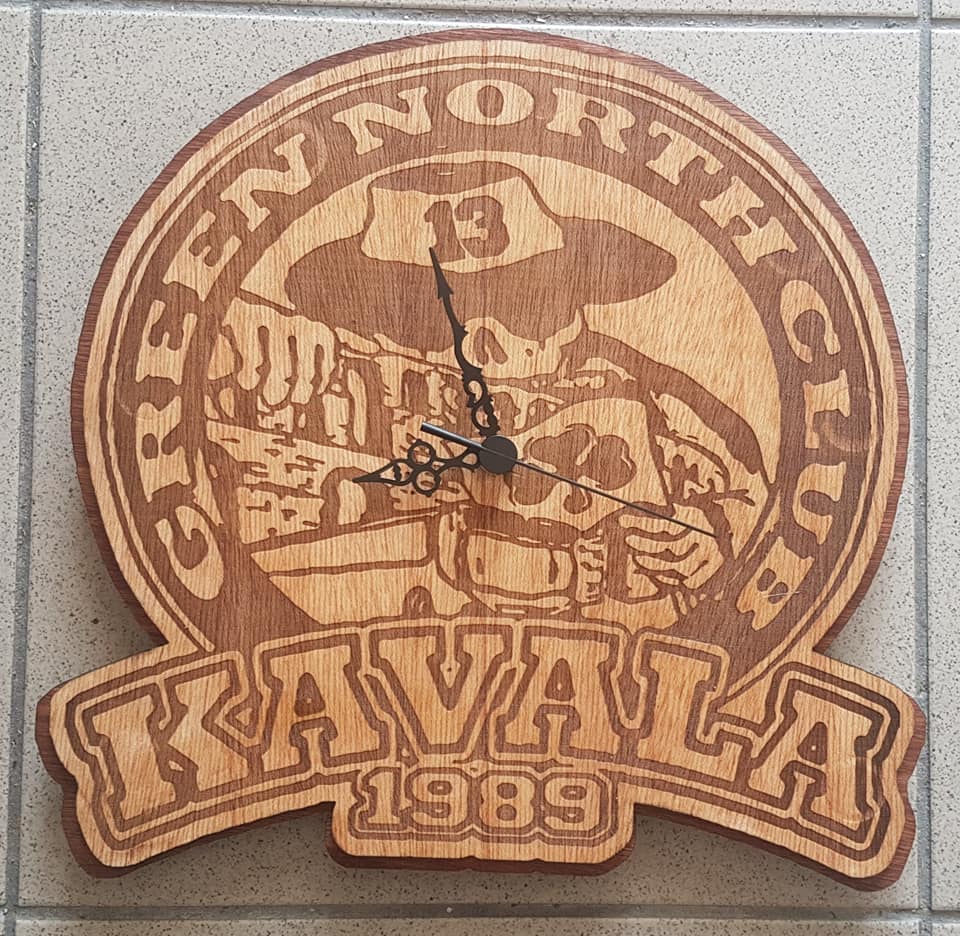 GREEN NORTH CLUB
13
KAVALA
1989